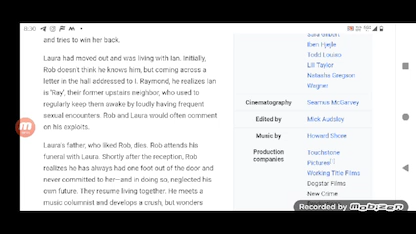 8:30
and tries to win her back.
Laura had moved out and was living with Ian. Initially,
Rob doesn't think he knows him, but coming across a
letter in the hall addressed to I. Raymond, he realizes Ian
is 'Ray', their former upstairs neighbor, who used to
regularly keep them awake by loudly having frequent
sexual encounters. Rob and Laura would often comment
on his exploits.
Laura's father, who liked Rob, dies. Rob attends his
funeral with Laura. Shortly after the reception, Rob
realizes he has always had one foot out of the door and
never committed to her—and in doing so, neglected his
own future. They resume living together. He meets a
music columnist and develops a crush, but wonders
Sara Gilbert
Ben Hjejle
Todd Louiso
Lili Taylor
Natasha Gregson
Wagner
Cinematography Seamus McGarvey
Edited by Mick Audsley
Music by Howard Shore
Production
companies
Touchstone
Pictures[1]
Working Title Films
Dogstar Films
New Crime
Recorded by Mobizen